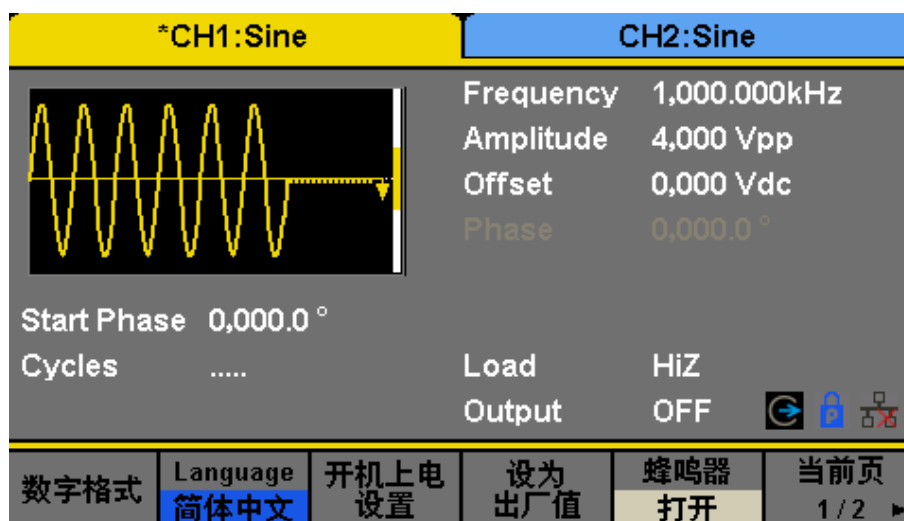 *CH1:Sine
CH2:Sine
Frequency 1,000.000kHz
Amplitude 4,000 Vpp
Offset 0,000 Vdc
Phase 0,000.0 °
Start Phase 0,000.0 °
Cycles .....
Load HiZ
Output OFF
P
数字格式
Language
简体中文
开机上电
设置
设为
出厂值
蜂鸣器
打开
当前页
1/2